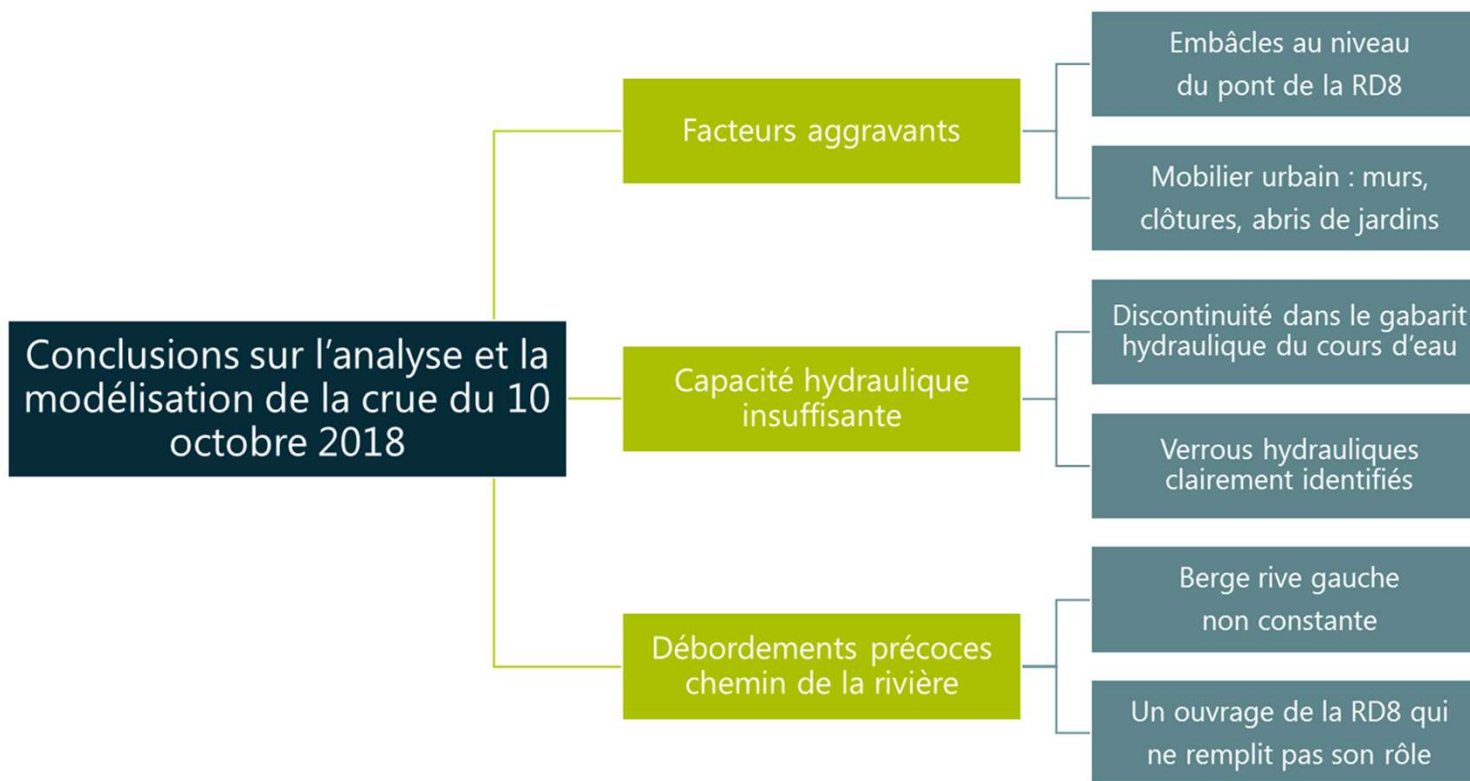 Conclusions sur l'analyse et la
modélisation de la crue du 10
octobre 2018
Facteurs aggravants
Embâcles au niveau
du pont de la RD8
Mobilier urbain : murs,
clôtures, abris de jardins
Capacité hydraulique
insuffisante
Discontinuité dans le gabarit
hydraulique du cours d'eau
Verrous hydrauliques
clairement identifiés
Débordements précoces
chemin de la rivière
Berge rive gauche
non constante
Un ouvrage de la RD8 qui
ne remplit pas son rôle